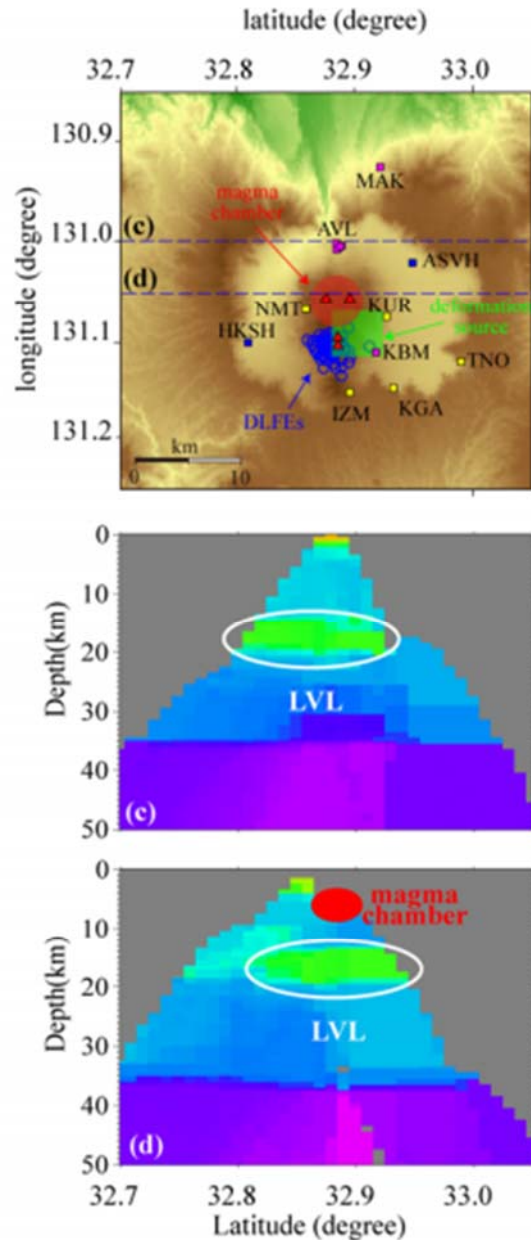 latitude (degree)
32.7 32.8 32.9 33.0
130.9
131.0
131.1
131.2
longitude (degree)
MAK
magma
chamber
AVL
(c)
ASVH
(d)
NMT
KUR
deformation
source
HKSH
KBM
TNO
DLFEs
IZM
KGA
km
0 10
0
10
20
30
40
50
Depth(km)
LVL
(c)
0
10
20
30
40
50
Depth(km)
magma
chamber
LVL
(d)
32.7 32.8 32.9 33.0
Latitude (degree)